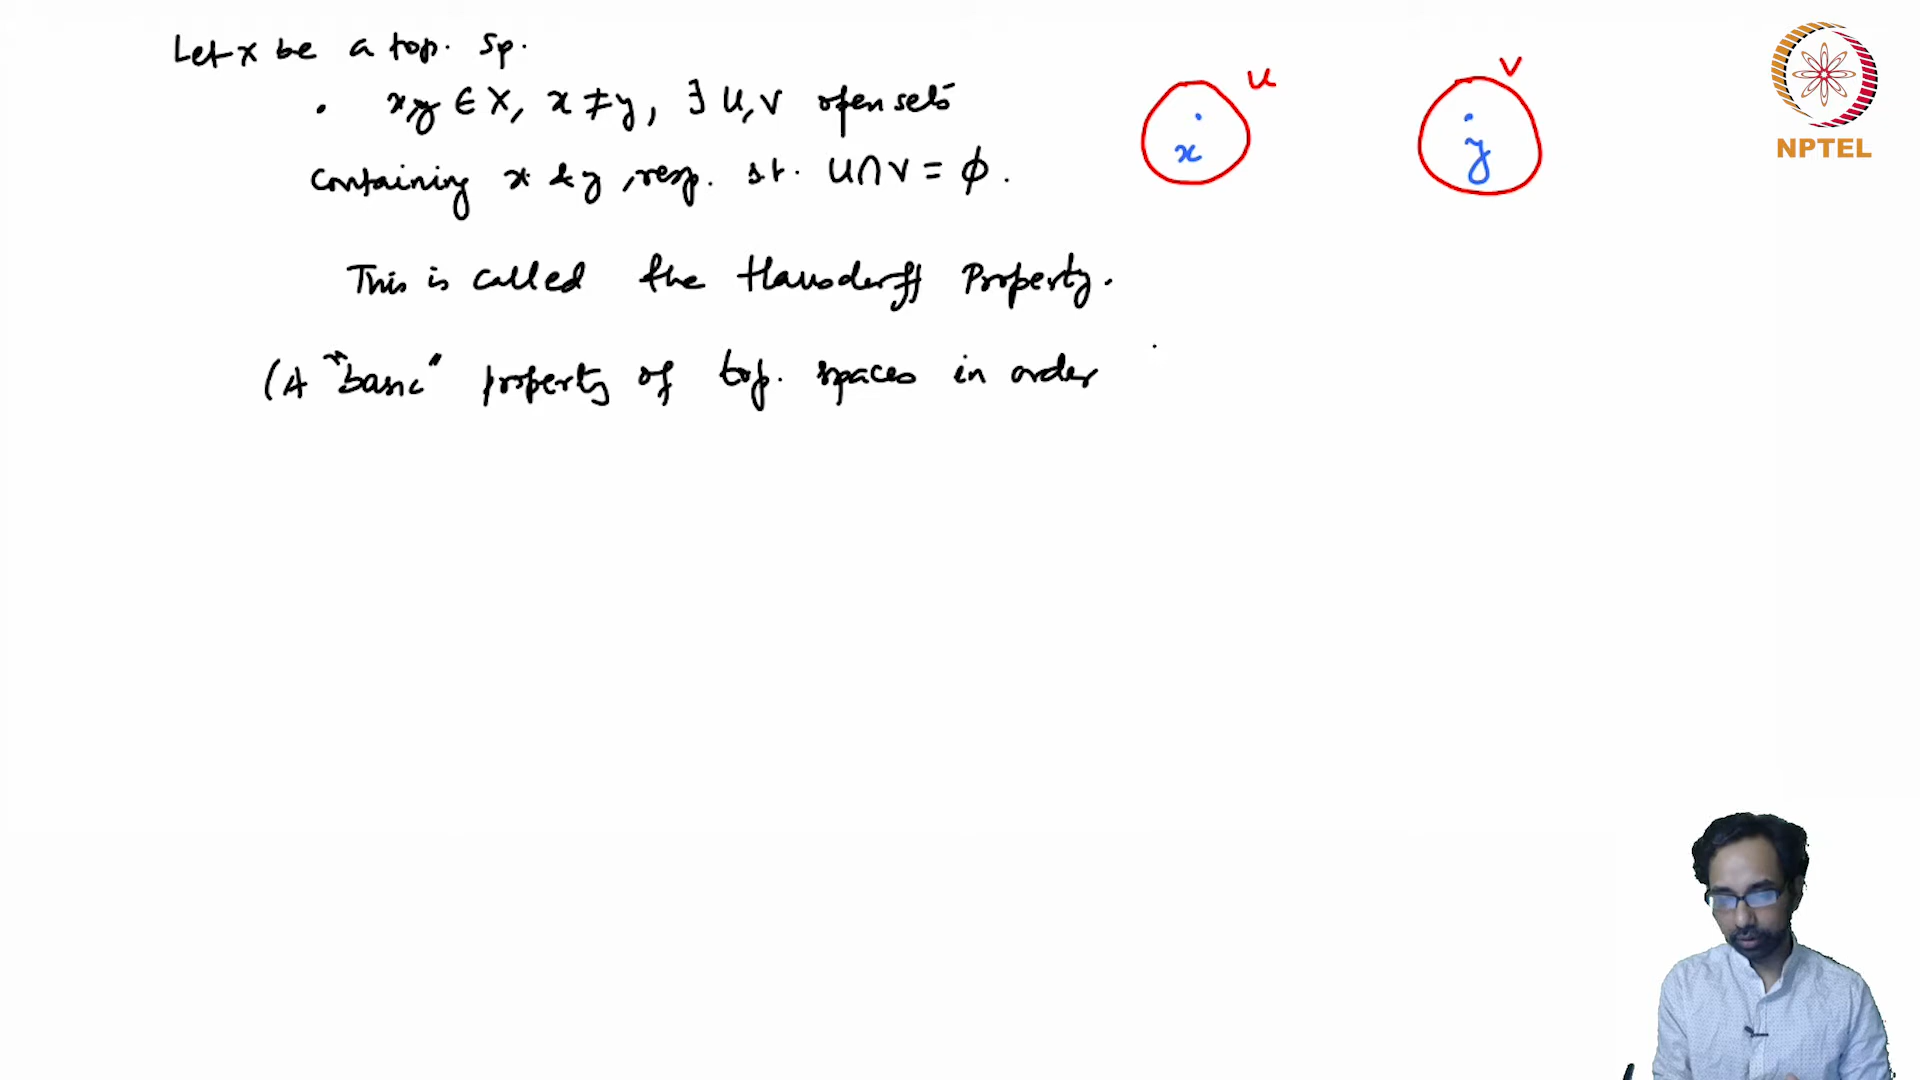 Let X be a top. Sp.
• x,y ∈ X, x ≠ y, ∃ U, V open sets
containing x & y, resp. s.t. U ∩ V = ϕ.
This is called the Hausdorff Property.
(A "basic" property of top. spaces in order
U
x
V
y
NPTEL